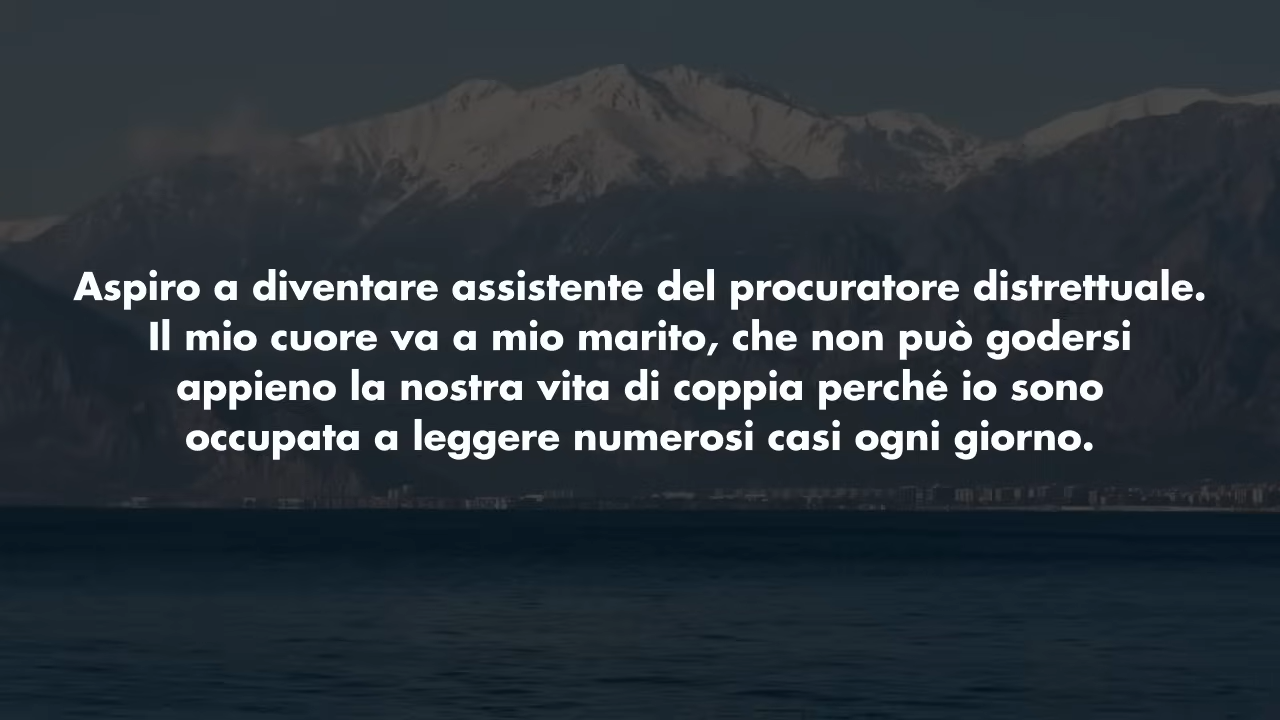 Aspiro a diventare assistente del procuratore distrettuale.
Il mio cuore va a mio marito, che non può godersi
appieno la nostra vita di coppia perché io sono
occupata a leggere numerosi casi ogni giorno.